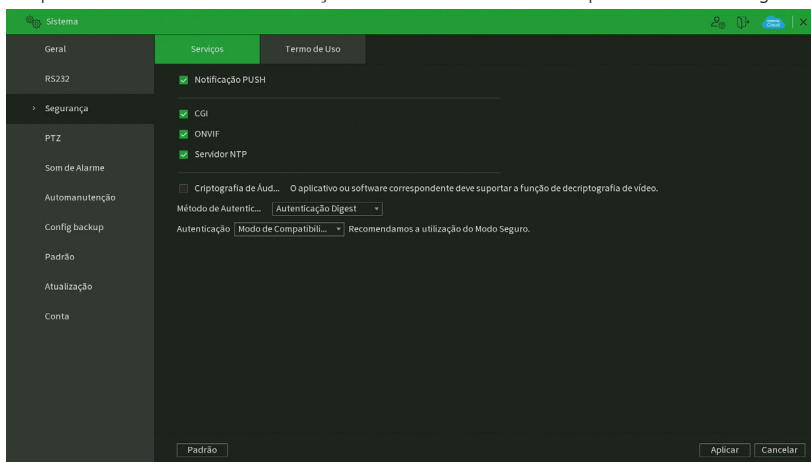 Sistema
Cloud
Geral
Serviços
Termo de Uso
RS232
Notificação PUSH
Segurança
CGI
PTZ
ONVIF
Servidor NTP
Som de Alarme
Criptografia de Áud... O aplicativo ou software correspondente deve suportar a função de decriptografia de vídeo.
Automanutenção
Método de Autentic... Autenticação Digest
Config backup
Autenticação Modo de Compatibili... Recomendamos a utilização do Modo Seguro.
Padrão
Atualização
Conta
Padrão
Aplicar
Cancelar